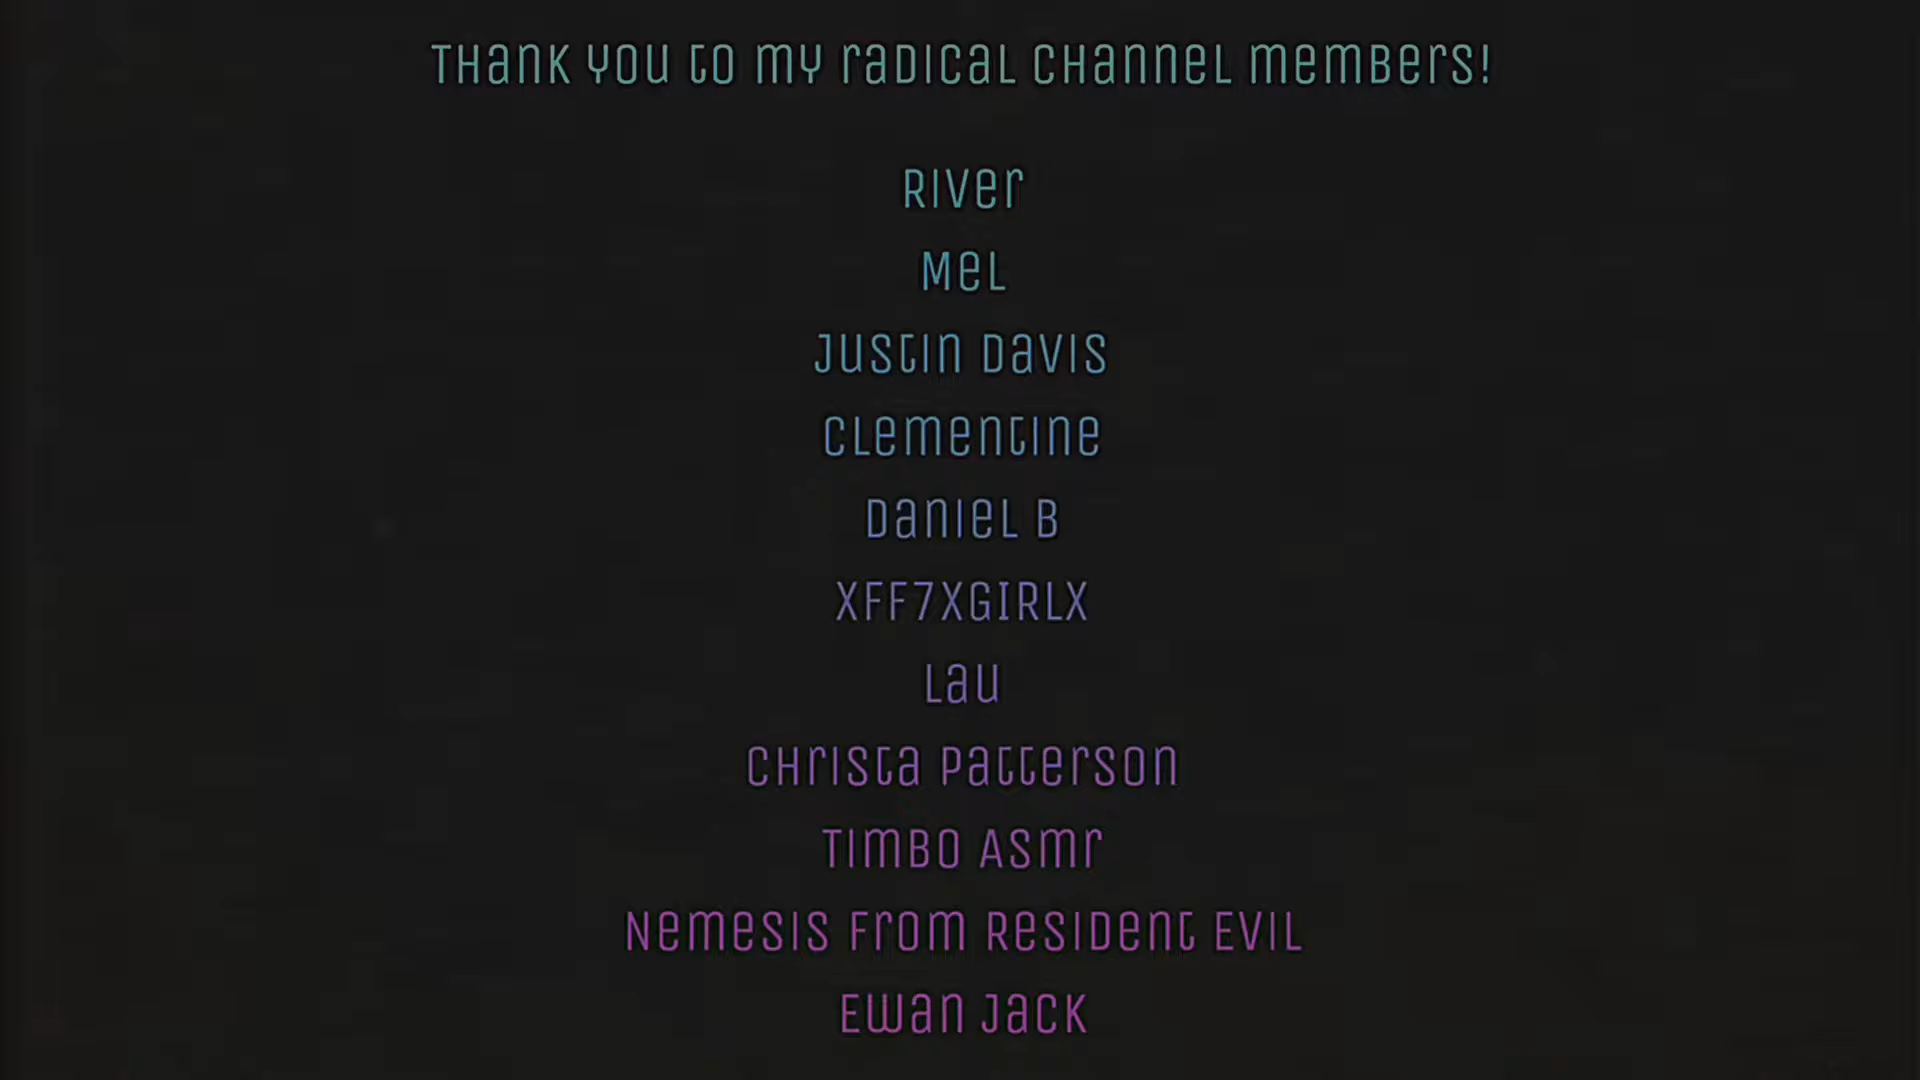 Thank you to my radical channel members!
River
Mel
Justin Davis
Clementine
Daniel B
XFF7XGIRLX
Lau
Christa Patterson
Timbo Asmr
Nemesis From Resident Evil
Ewan Jack